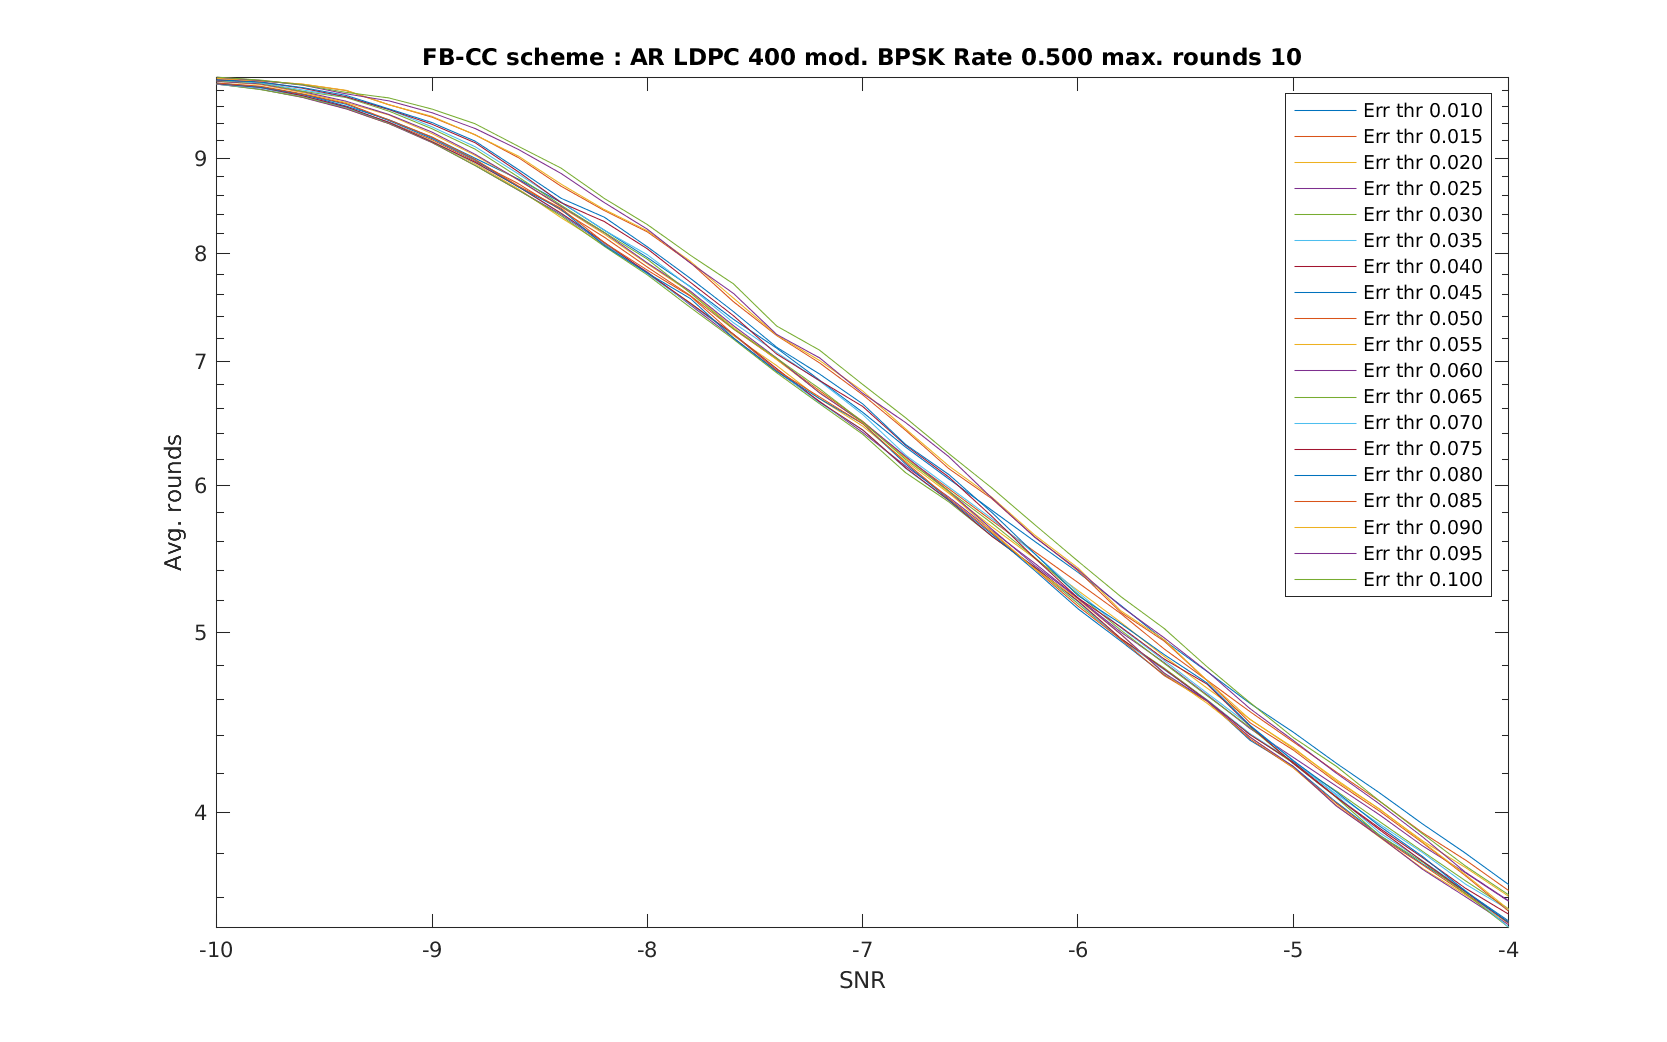 FB-CC scheme : AR LDPC 400 mod. BPSK Rate 0.500 max. rounds 10
Err thr 0.010
Err thr 0.015
Err thr 0.020
Err thr 0.025
Err thr 0.030
Err thr 0.035
Err thr 0.040
Err thr 0.045
Err thr 0.050
Err thr 0.055
Err thr 0.060
Err thr 0.065
Err thr 0.070
Err thr 0.075
Err thr 0.080
Err thr 0.085
Err thr 0.090
Err thr 0.095
Err thr 0.100
Avg. rounds
9
8
7
6
5
4
-10 -9 -8 -7 -6 -5 -4
SNR